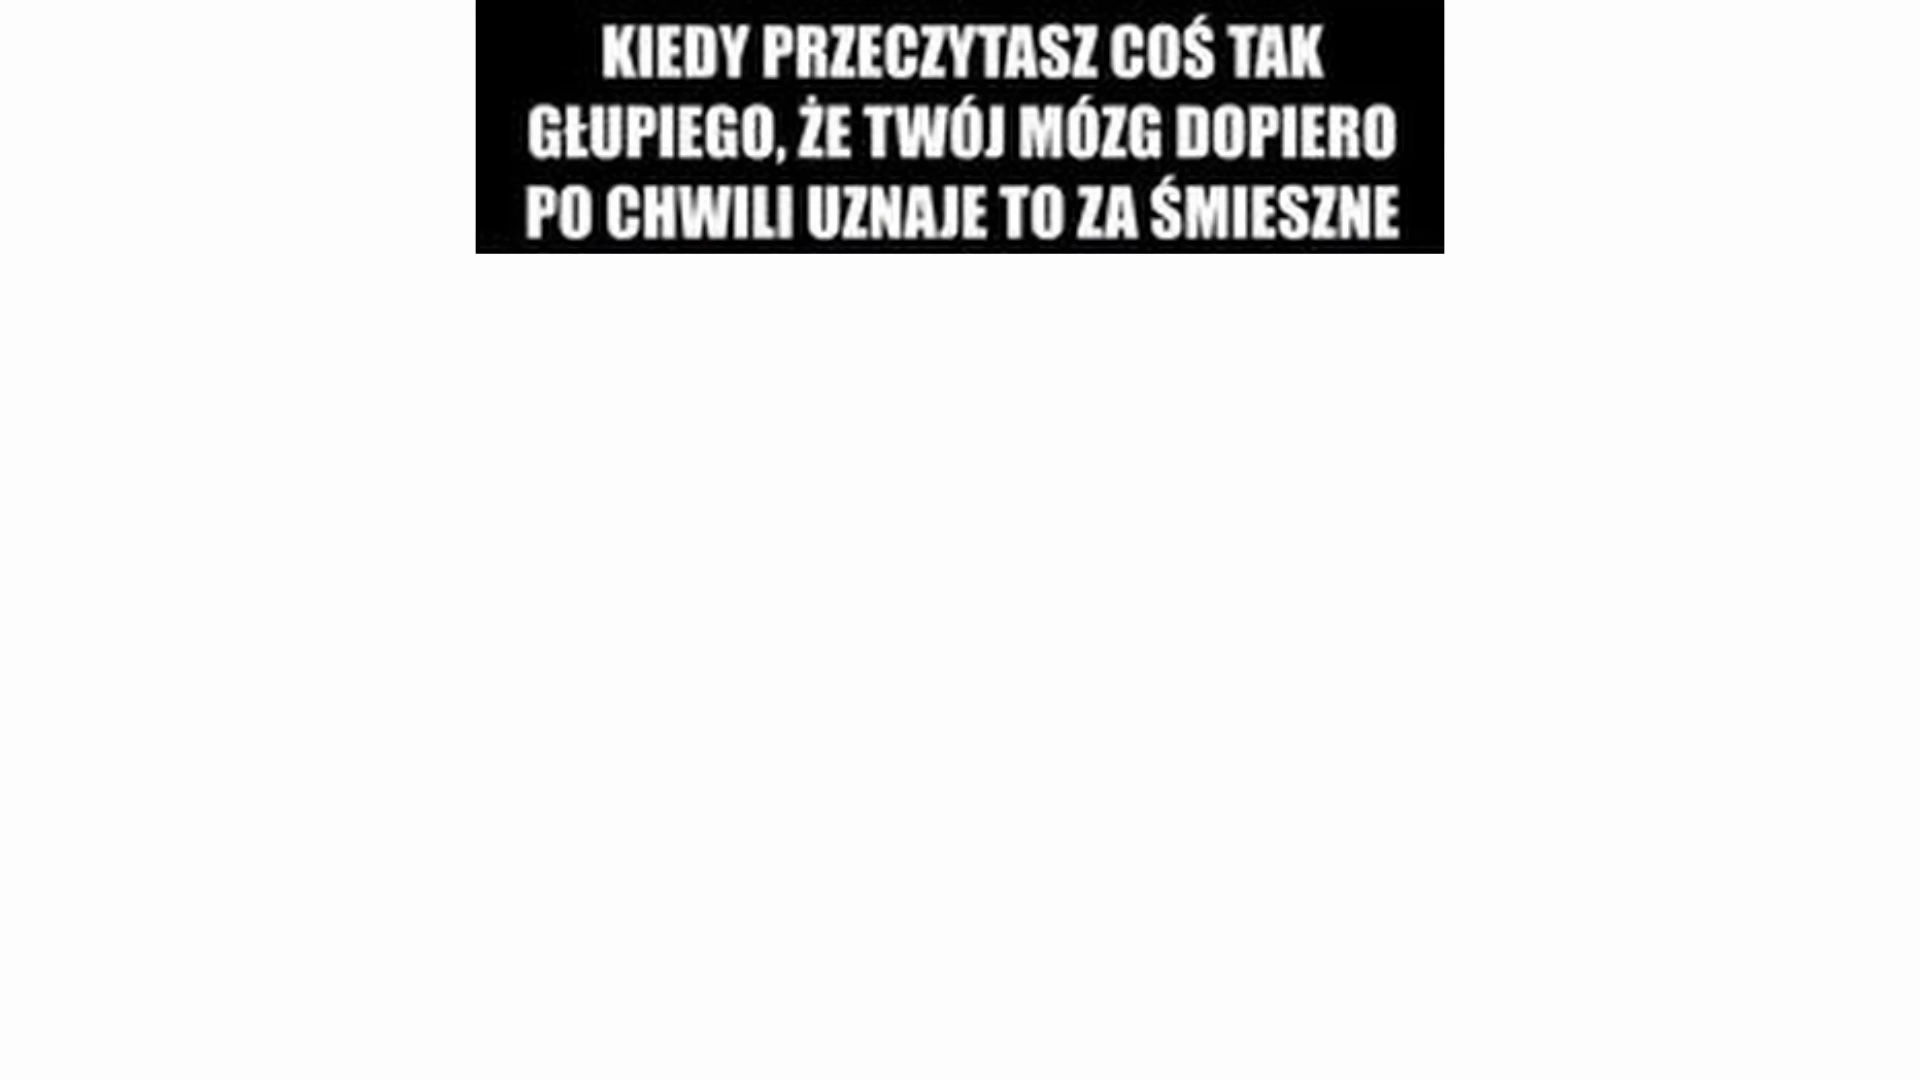 KIEDY PRZECZYTASZ COŚ TAK
GŁUPIEGO, ŻE TWÓJ MÓZG DOPIERO
PO CHWILI UZNAJE TO ZA ŚMIESZNE